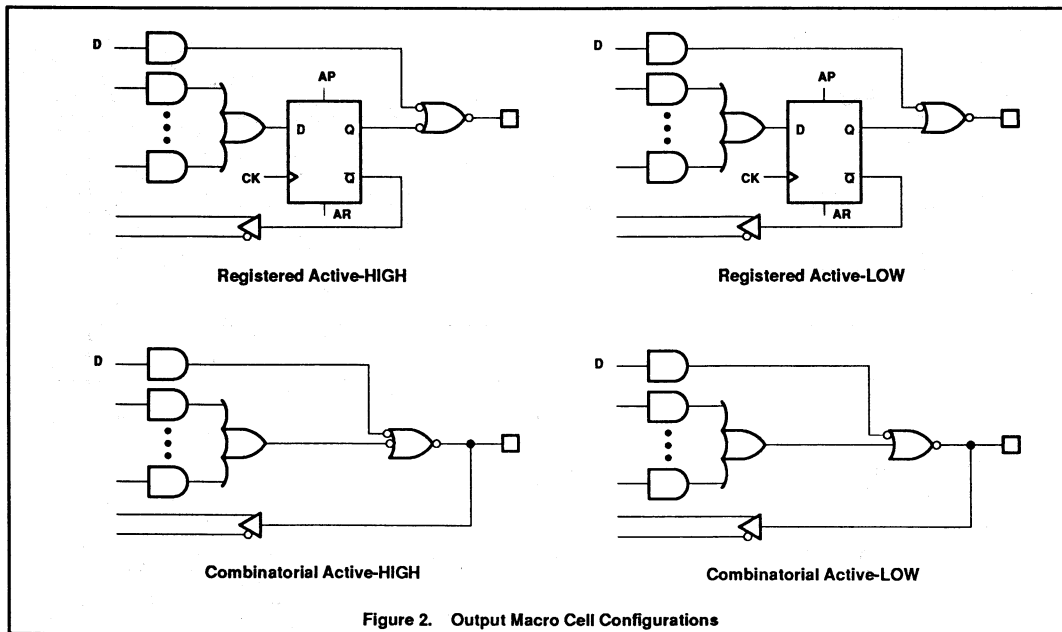 D
AP
D
Q
CK
Q̅
AR
Registered Active-HIGH
D
AP
D
Q
CK
Q̅
AR
Registered Active-LOW
D
Combinatorial Active-HIGH
D
Combinatorial Active-LOW
Figure 2. Output Macro Cell Configurations